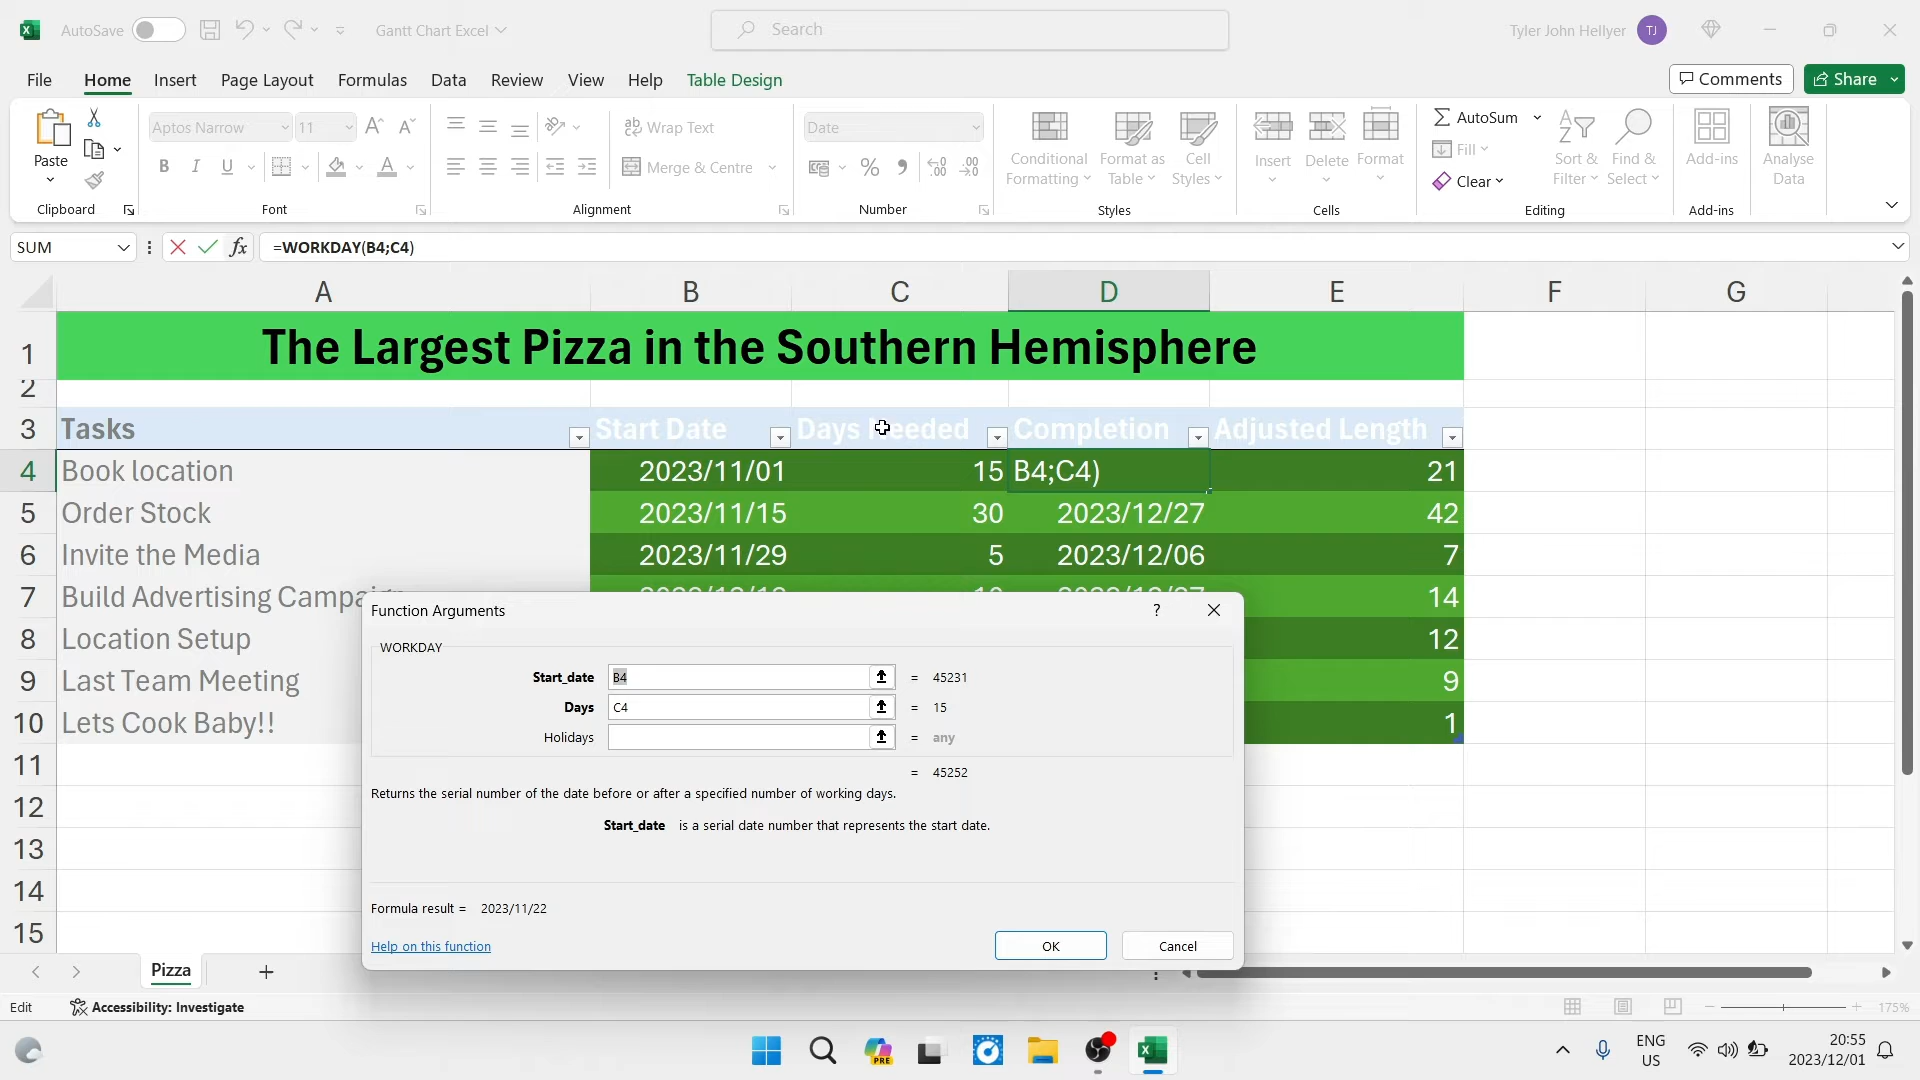 AutoSave
Gantt Chart Excel
Search
Tyler John Hellyer TJ
File Home Insert Page Layout Formulas Data Review View Help Table Design
Comments Share
Paste
Aptos Narrow 11
B I U
Wrap Text
Merge & Centre
Date
Conditional Formatting
Format as Table
Cell Styles
Insert Delete Format
AutoSum
Fill
Clear
Sort & Filter
Find & Select
Add-ins
Analyse Data
Clipboard Font Alignment Number Styles Cells Editing Add-ins
SUM fx =WORKDAY(B4;C4)
A B C D E F G
1 The Largest Pizza in the Southern Hemisphere
2
3 Tasks Start Date Days Needed Completion Adjusted Length
4 Book location 2023/11/01 15 B4;C4) 21
5 Order Stock 2023/11/15 30 2023/12/27 42
6 Invite the Media 2023/11/29 5 2023/12/06 7
7 Build Advertising Campaign 14
8 Location Setup 12
9 Last Team Meeting 9
10 Lets Cook Baby!! 1
11
12
13
14
15
Function Arguments ?
WORKDAY
Start_date B4 = 45231
Days C4 = 15
Holidays = any
= 45252
Returns the serial number of the date before or after a specified number of working days.
Start_date is a serial date number that represents the start date.
Formula result = 2023/11/22
Help on this function
OK Cancel
Pizza
Edit Accessibility: Investigate 175%
PRE
ENG US
20:55
2023/12/01